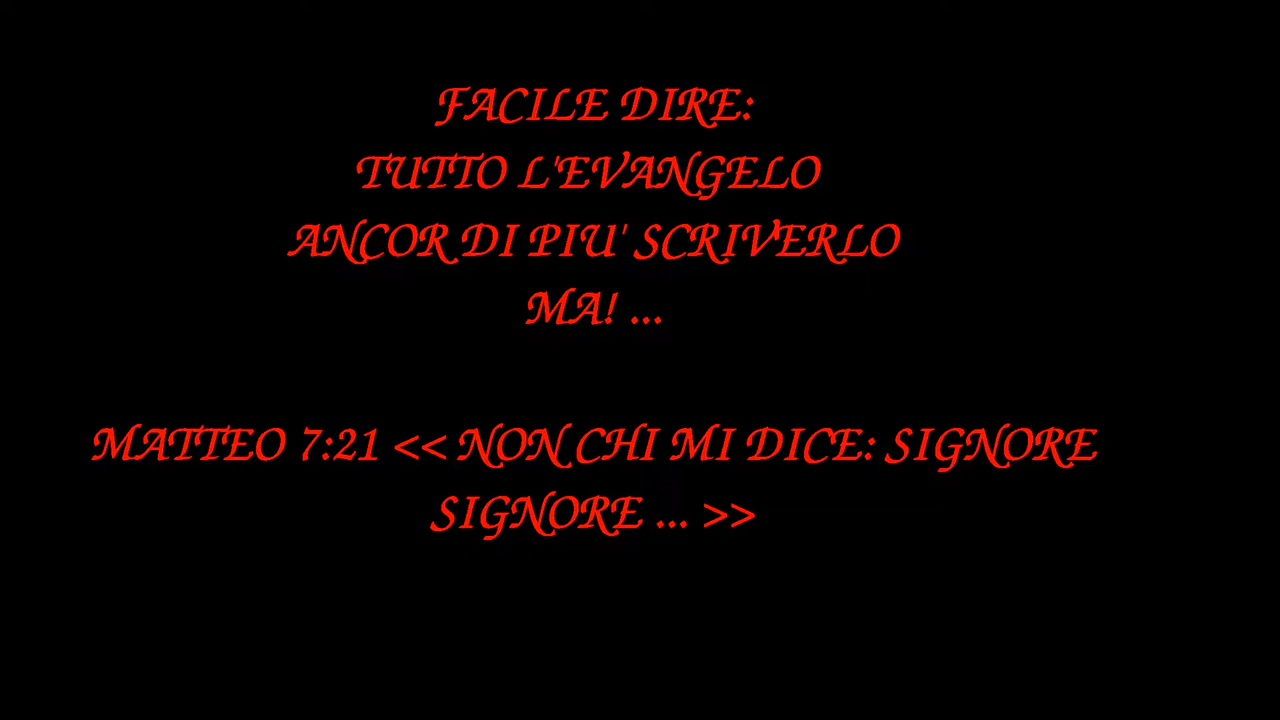 FACILE DIRE:
TUTTO L'EVANGELO
ANCOR DI PIU' SCRIVERLO
MA! ...
MATTEO 7:21 << NON CHI MI DICE: SIGNORE
SIGNORE ... >>